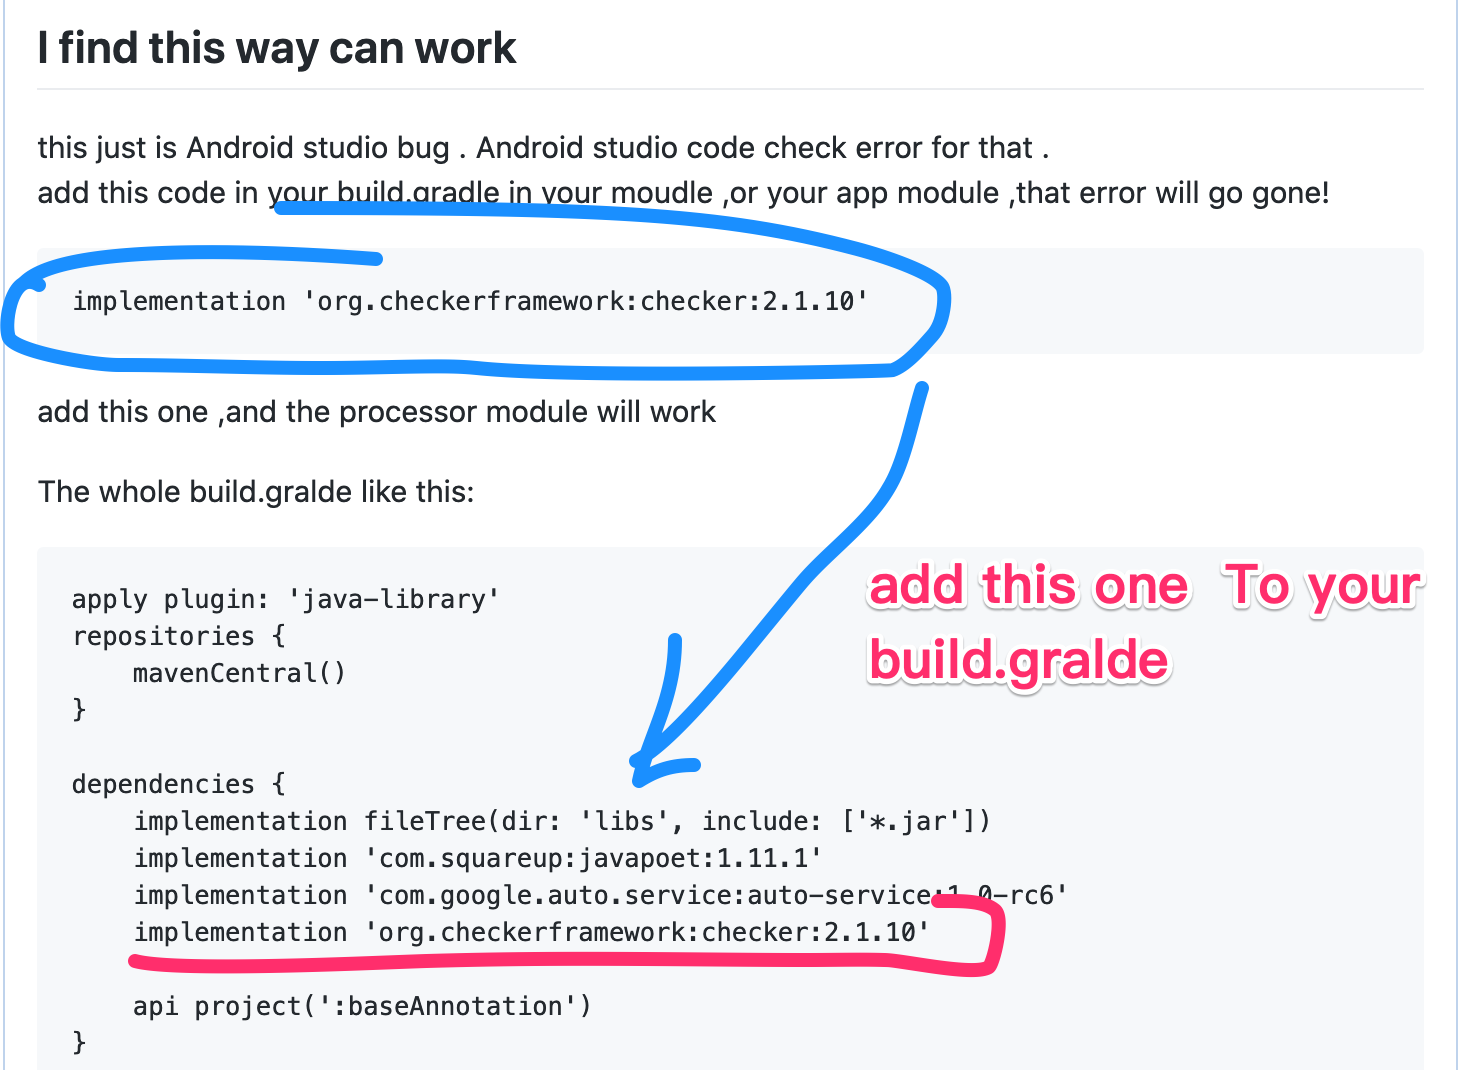 I find this way can work
this just is Android studio bug . Android studio code check error for that .
add this code in your build.gradle in your moudle ,or your app module ,that error will go gone!
implementation 'org.checkerframework:checker:2.1.10'
add this one ,and the processor module will work
The whole build.gralde like this:
add this one To your
build.gralde
apply plugin: 'java-library'
repositories {
    mavenCentral()
}
dependencies {
    implementation fileTree(dir: 'libs', include: ['*.jar'])
    implementation 'com.squareup:javapoet:1.11.1'
    implementation 'com.google.auto.service:auto-service:1.0-rc6'
    implementation 'org.checkerframework:checker:2.1.10'
    api project(':baseAnnotation')
}